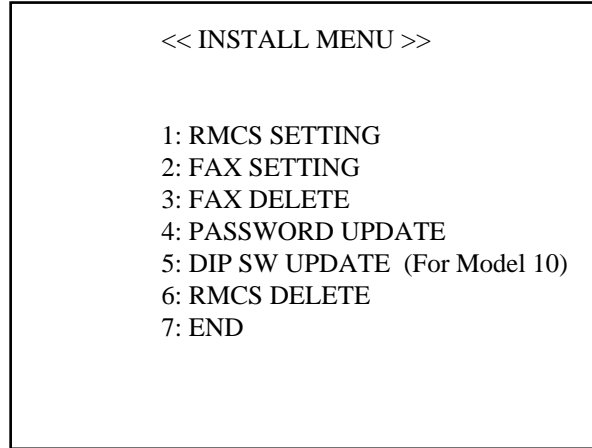 << INSTALL MENU >>
1: RMCS SETTING
2: FAX SETTING
3: FAX DELETE
4: PASSWORD UPDATE
5: DIP SW UPDATE (For Model 10)
6: RMCS DELETE
7: END